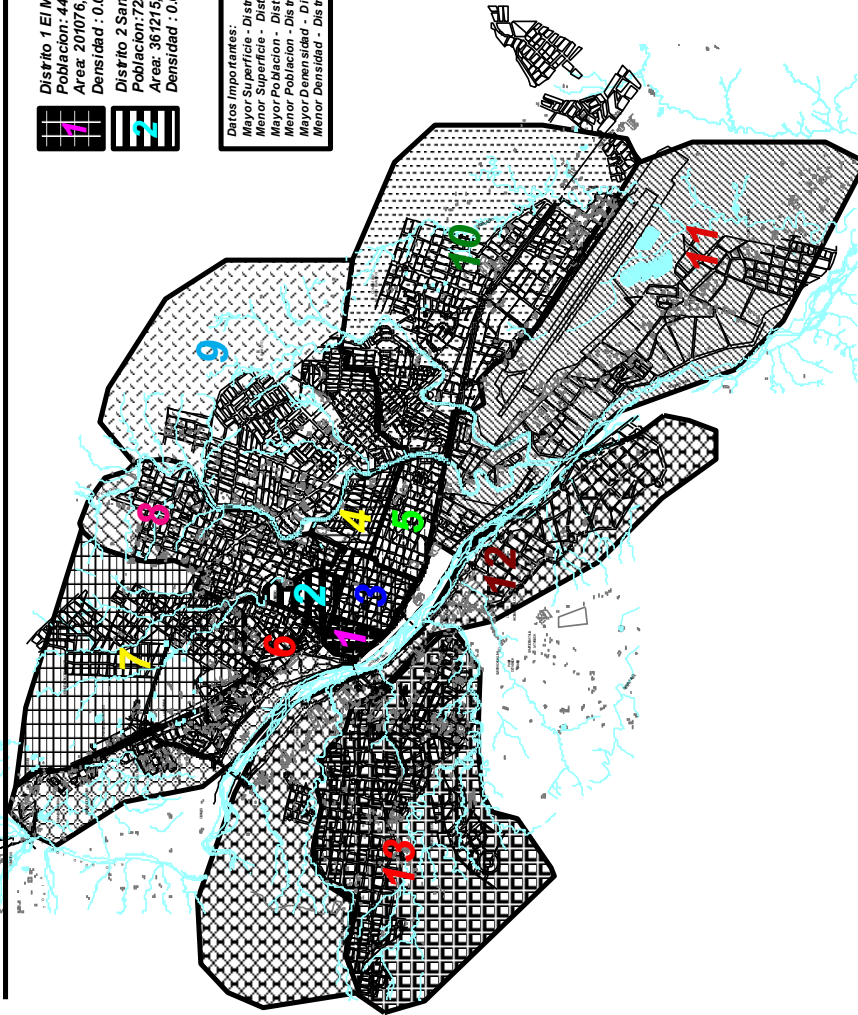 1
Distrito 1 El M
Poblacion: 44
Area: 201076,
Densidad : 0.
2
Distrito 2 San
Poblacion:72
Area: 361215,
Densidad : 0.
Datos Importantes:
Mayor Superficie - Distr
Menor Superficie - Dist
Mayor Poblacion - Dist
Menor Poblacion - Distr
Mayor Denensidad - Di
Menor Densidad - Distr
10
11
9
8
4
5
12
2
3
1
6
7
13